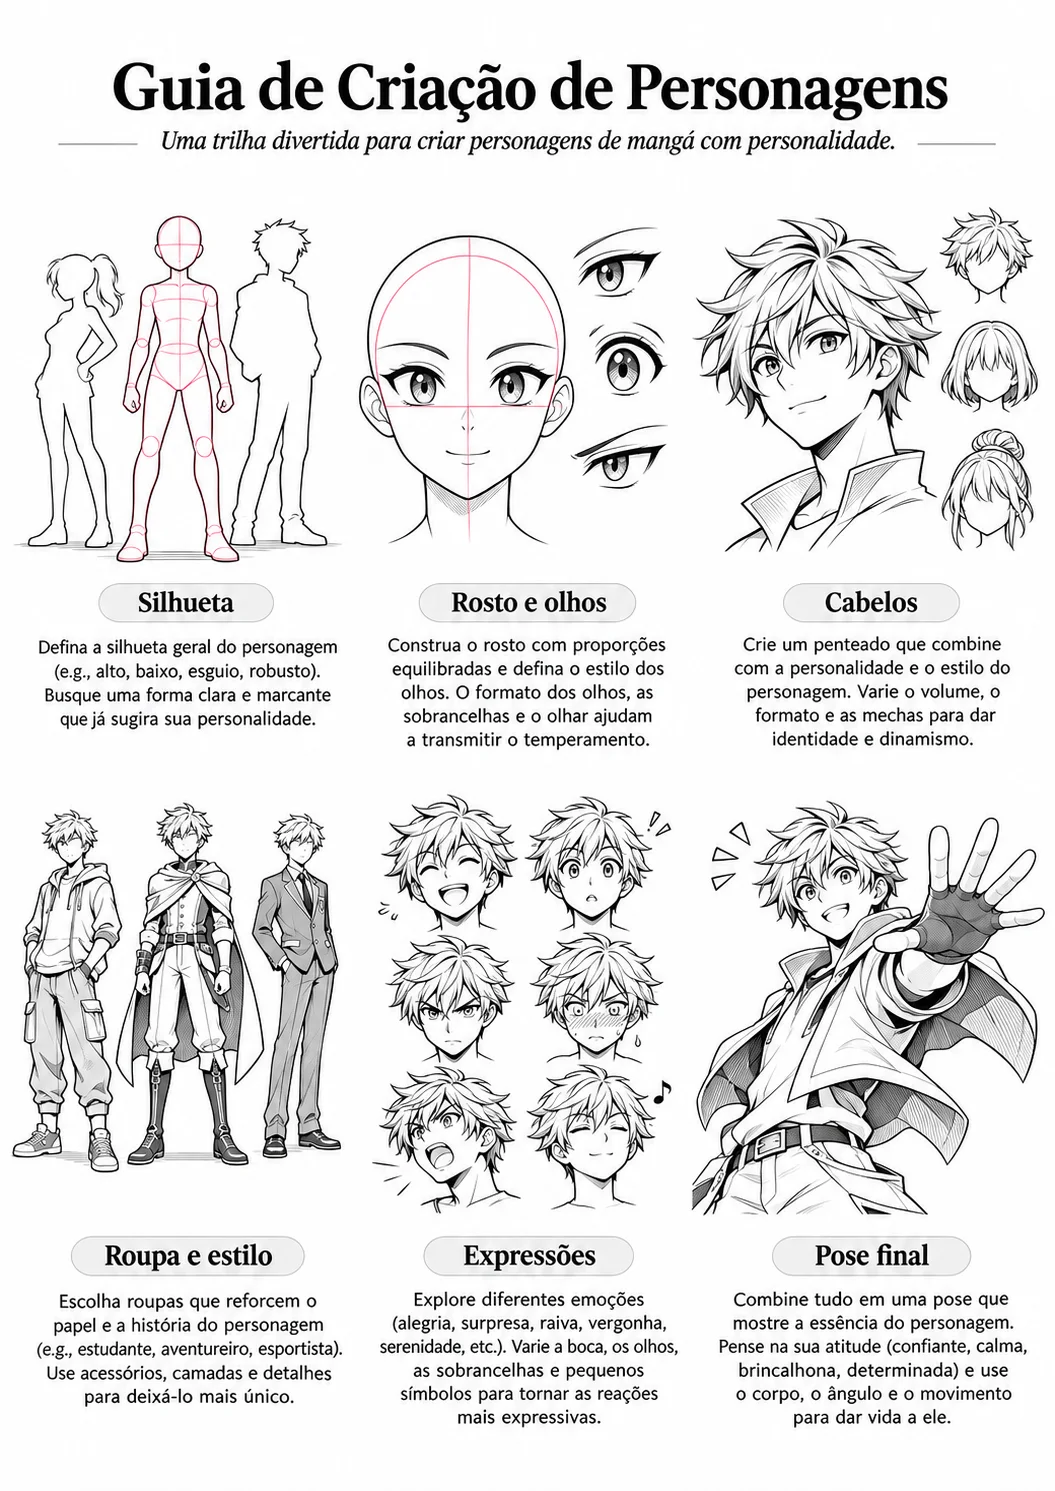 Guia de Criação de Personagens
Uma trilha divertida para criar personagens de mangá com personalidade.
Silhueta
Defina a silhueta geral do personagem
(e.g., alto, baixo, esguio, robusto).
Busque uma forma clara e marcante
que já sugira sua personalidade.
Rosto e olhos
Construa o rosto com proporções
equilibradas e defina o estilo dos
olhos. O formato dos olhos, as
sobrancelhas e o olhar ajudam
a transmitir o temperamento.
Cabelos
Crie um penteado que combine
com a personalidade e o estilo do
personagem. Varie o volume, o
formato e as mechas para dar
identidade e dinamismo.
Roupa e estilo
Escolha roupas que reforcem o
papel e a história do personagem
(e.g., estudante, aventureiro, esportista).
Use acessórios, camadas e detalhes
para deixá-lo mais único.
Expressões
Explore diferentes emoções
(alegria, surpresa, raiva, vergonha,
serenidade, etc.). Varie a boca, os olhos,
as sobrancelhas e pequenos
símbolos para tornar as reações
mais expressivas.
Pose final
Combine tudo em uma pose que
mostre a essência do personagem.
Pense na sua atitude (confiante, calma,
brincalhona, determinada) e use
o corpo, o ângulo e o movimento
para dar vida a ele.